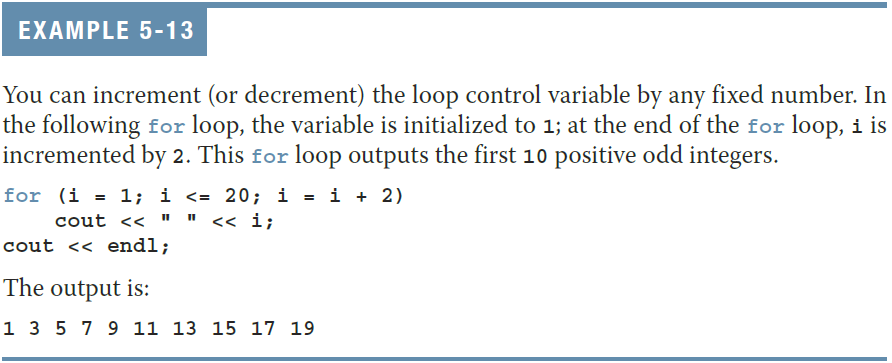 EXAMPLE 5-13
You can increment (or decrement) the loop control variable by any fixed number. In
the following for loop, the variable is initialized to 1; at the end of the for loop, i is
incremented by 2. This for loop outputs the first 10 positive odd integers.
for (i = 1; i <= 20; i = i + 2)
    cout << " " << i;
cout << endl;
The output is:
1 3 5 7 9 11 13 15 17 19